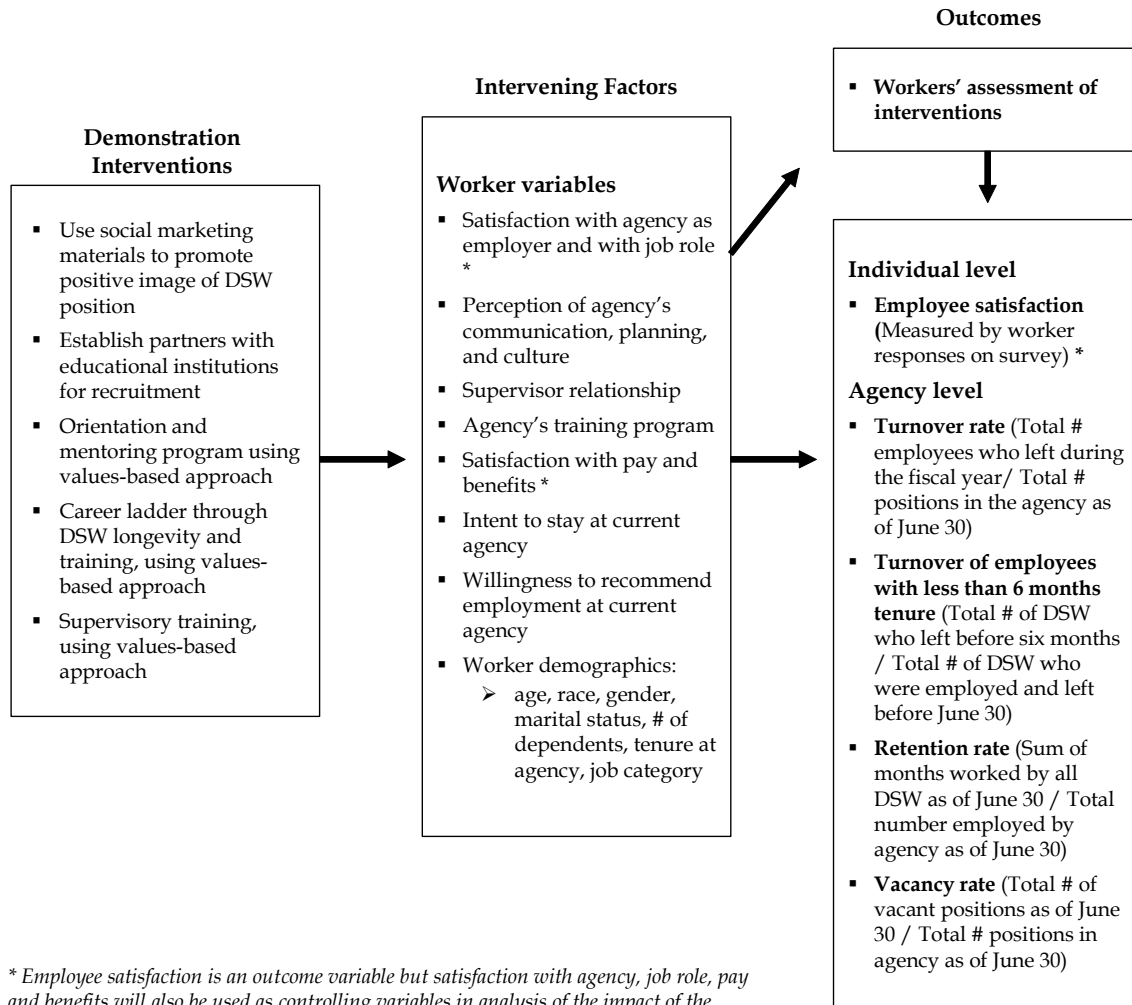 Demonstration
Interventions
▪ Use social marketing
materials to promote
positive image of DSW
position
▪ Establish partners with
educational institutions
for recruitment
▪ Orientation and
mentoring program using
values-based approach
▪ Career ladder through
DSW longevity and
training, using values-
based approach
▪ Supervisory training,
using values-based
approach
Intervening Factors
Worker variables
▪ Satisfaction with agency as
employer and with job role
*
▪ Perception of agency’s
communication, planning,
and culture
▪ Supervisor relationship
▪ Agency’s training program
▪ Satisfaction with pay and
benefits *
▪ Intent to stay at current
agency
▪ Willingness to recommend
employment at current
agency
▪ Worker demographics:
➢ age, race, gender,
marital status, # of
dependents, tenure at
agency, job category
Outcomes
▪ Workers’ assessment of
interventions
Individual level
▪ Employee satisfaction
(Measured by worker
responses on survey) *
Agency level
▪ Turnover rate (Total #
employees who left during
the fiscal year/ Total #
positions in the agency as
of June 30)
▪ Turnover of employees
with less than 6 months
tenure (Total # of DSW
who left before six months
/ Total # of DSW who
were employed and left
before June 30)
▪ Retention rate (Sum of
months worked by all
DSW as of June 30 / Total
number employed by
agency as of June 30)
▪ Vacancy rate (Total # of
vacant positions as of June
30 / Total # positions in
agency as of June 30)
* Employee satisfaction is an outcome variable but satisfaction with agency, job role, pay
and benefits will also be used as controlling variables in analysis of the impact of the